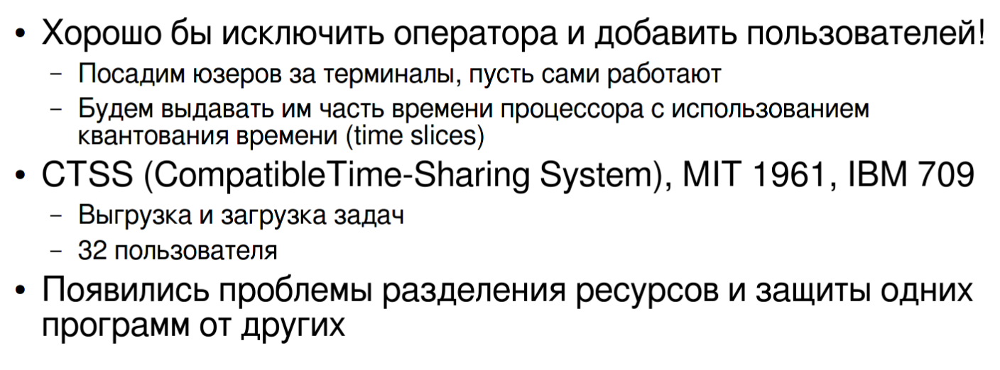 • Хорошо бы исключить оператора и добавить пользователей!
– Посадим юзеров за терминалы, пусть сами работают
– Будем выдавать им часть времени процессора с использованием
квантования времени (time slices)
• CTSS (CompatibleTime-Sharing System), MIT 1961, IBM 709
– Выгрузка и загрузка задач
– 32 пользователя
• Появились проблемы разделения ресурсов и защиты одних
программ от других